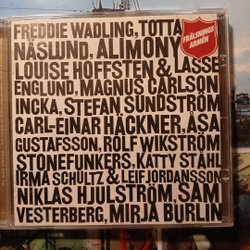 FREDDIE WADLING, TOTTA
NÄSLUND, ALIMONY
FRÄLSNINGS
ARMÉN
LOUISE HOFFSTEN & LASSE
ENGLUND, MAGNUS CARLSON
INCKA, STEFAN SUNDSTRÖM
CARL-EINAR HÄCKNER, ÅSA
GUSTAFSSON, ROLF WIKSTRÖM
STONEFUNKERS, KATTY STÅHL
IRMA SCHULTZ & LEIF JORDANSSON
NIKLAS HJULSTRÖM, SAM
VESTERBERG, MIRJA BURLIN